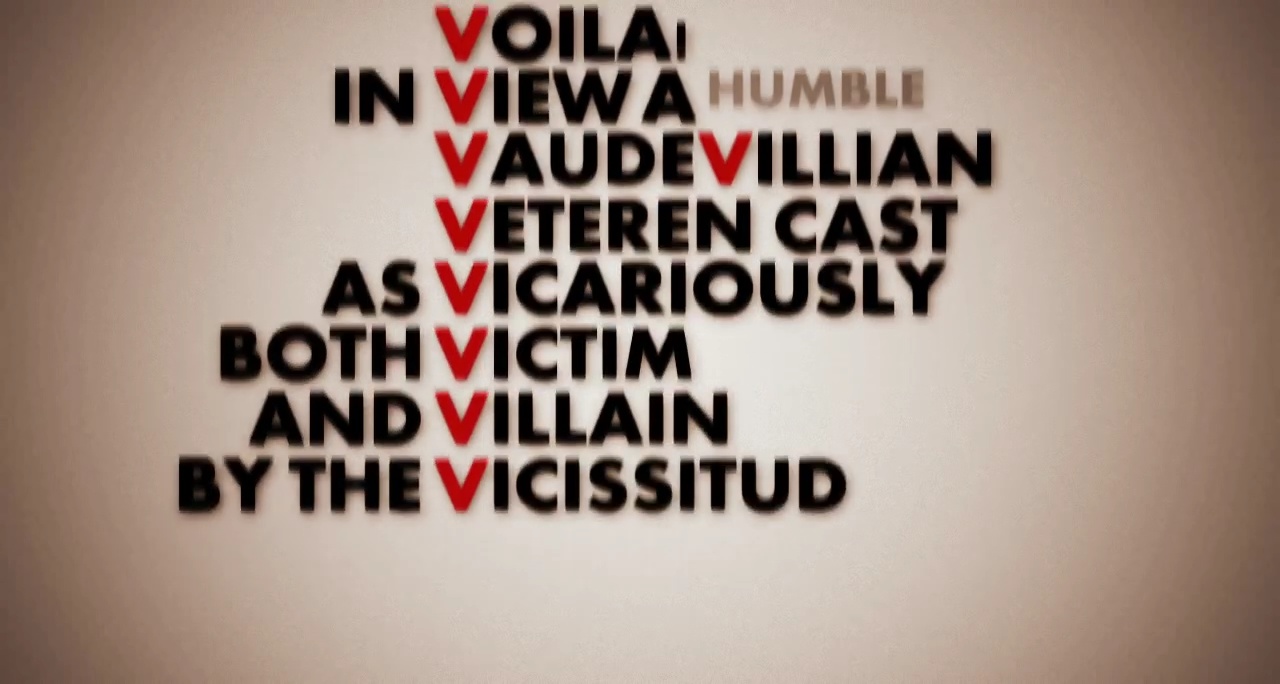 VOILA!
IN VIEW A HUMBLE
VAUDEVILLIAN
VETEREN CAST
AS VICARIOUSLY
BOTH VICTIM
AND VILLAIN
BY THE VICISSITUD